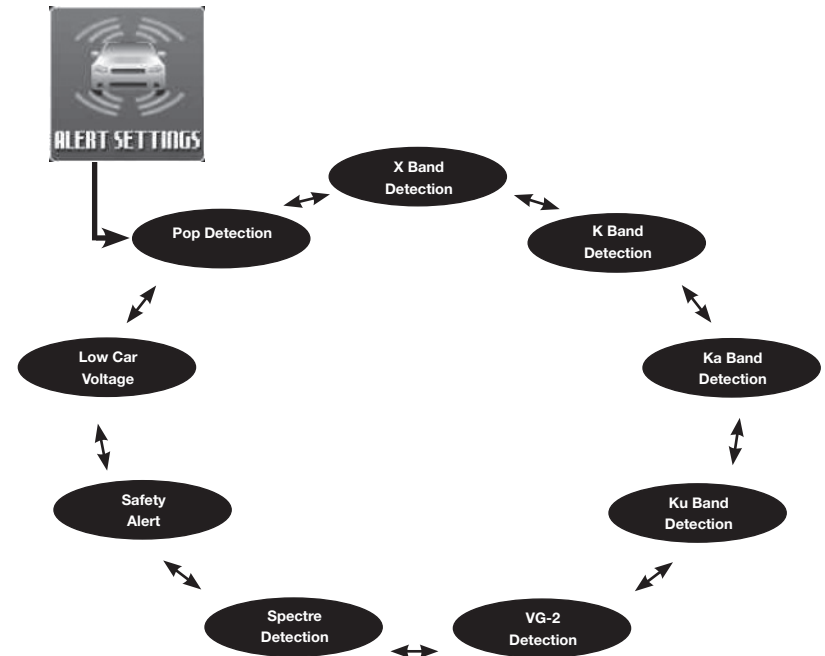 ALERT SETTINGS
X Band
Detection
Pop Detection
K Band
Detection
Low Car
Voltage
Ka Band
Detection
Safety
Alert
Ku Band
Detection
Spectre
Detection
VG-2
Detection